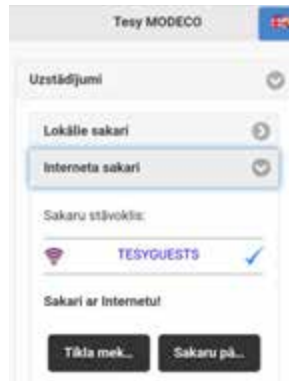 Tesy MODECO
Uzstādījumi
Lokālie sakari
Interneta sakari
Sakaru stāvoklis:
TESYGUESTS
Sakari ar Internetu!
Tīkla mek... Sakaru pā...